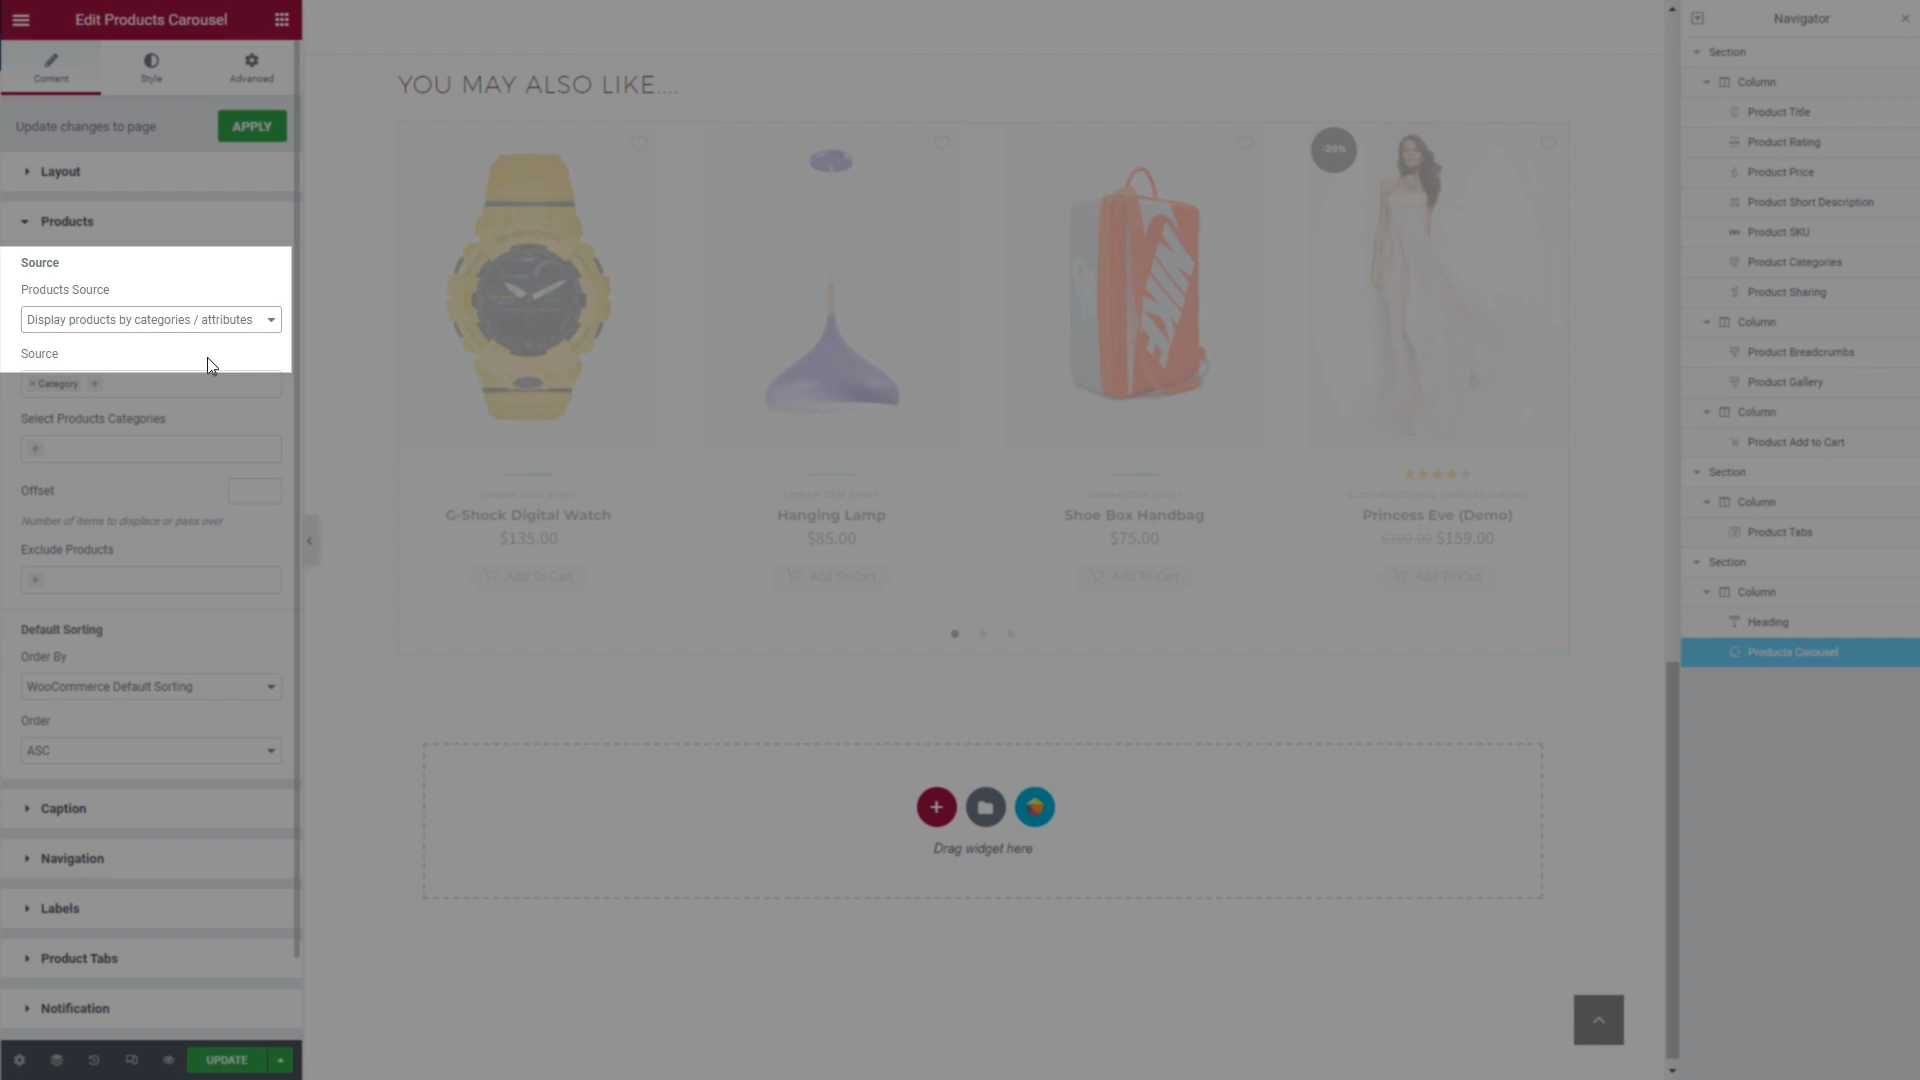 Edit Products Carousel
Content
Style
Advanced
Update changes to page
APPLY
Layout
Products
Source
Products Source
Display products by categories / attributes
Source
× Category +
Select Products Categories
+
Offset
Number of items to displace or pass over
Exclude Products
+
Default Sorting
Order By
WooCommerce Default Sorting
Order
ASC
Caption
Navigation
Labels
Product Tabs
Notification
UPDATE
YOU MAY ALSO LIKE....
NIKE
-20%
G-Shock Digital Watch
$135.00
Add To Cart
Hanging Lamp
$85.00
Add To Cart
Shoe Box Handbag
$75.00
Add To Cart
Princess Eve (Demo)
$199.00 $159.00
Add To Cart
Drag widget here
Navigator
Section
Column
Product Title
Product Rating
Product Price
Product Short Description
Product SKU
Product Categories
Product Sharing
Column
Product Breadcrumbs
Product Gallery
Column
Product Add to Cart
Section
Column
Product Tabs
Section
Column
Heading
Products Carousel